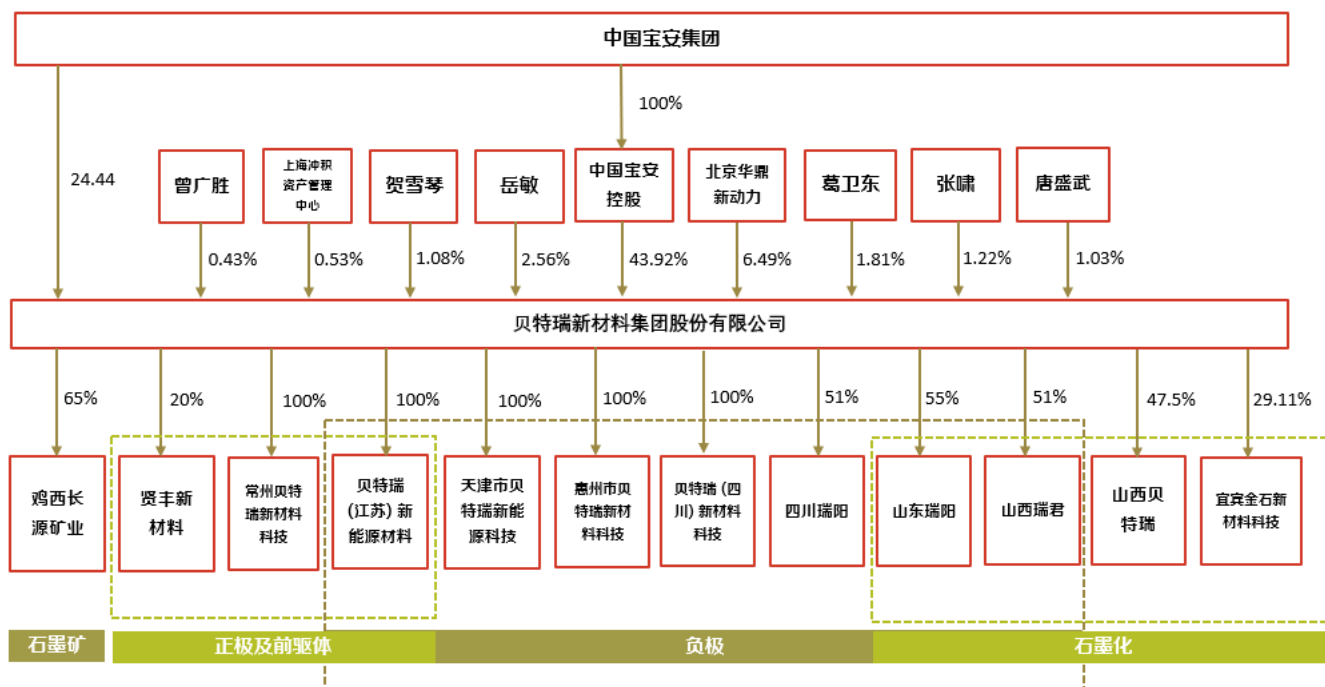 中国宝安集团
100%
24.44
曾广胜
上海冲积
资产管理
中心
贺雪琴
岳敏
中国宝安
控股
北京华鼎
新动力
葛卫东
张啸
唐盛武
0.43%
0.53%
1.08%
2.56%
43.92%
6.49%
1.81%
1.22%
1.03%
贝特瑞新材料集团股份有限公司
65%
20%
100%
100%
100%
100%
100%
51%
55%
51%
47.5%
29.11%
鸡西长
源矿业
贤丰新
材料
常州贝特
瑞新材料
科技
贝特瑞
(江苏) 新
能源材料
天津市贝
特瑞新能
源科技
惠州市贝
特瑞新材
料科技
贝特瑞 (四
川) 新材料
科技
四川瑞阳
山东瑞阳
山西瑞君
山西贝
特瑞
宜宾金石新
材料科技
石墨矿
正极及前驱体
负极
石墨化